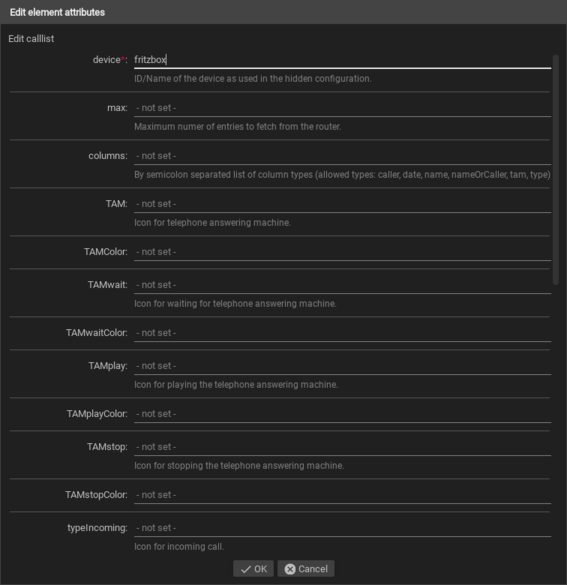 Edit element attributes
Edit calllist
device*: fritzbox
ID/Name of the device as used in the hidden configuration.
max: - not set -
Maximum numer of entries to fetch from the router.
columns: - not set -
By semicolon separated list of column types (allowed types: caller, date, name, nameOrCaller, tam, type)
TAM: - not set -
Icon for telephone answering machine.
TAMColor: - not set -
TAMwait: - not set -
Icon for waiting for telephone answering machine.
TAMwaitColor: - not set -
TAMplay: - not set -
Icon for playing the telephone answering machine.
TAMplayColor: - not set -
TAMstop: - not set -
Icon for stopping the telephone answering machine.
TAMstopColor: - not set -
typeIncoming: - not set -
Icon for incoming call.
OK Cancel